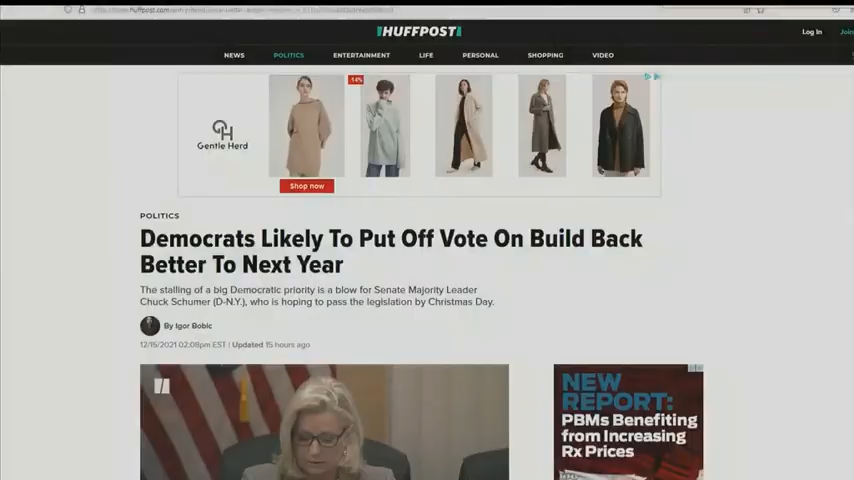 HUFFPOST
Log In
Join
NEWS POLITICS ENTERTAINMENT LIFE PERSONAL SHOPPING VIDEO
-14%
GH
Gentle Herd
Shop now
POLITICS
Democrats Likely To Put Off Vote On Build Back
Better To Next Year
The stalling of a big Democratic priority is a blow for Senate Majority Leader
Chuck Schumer (D-N.Y.), who is hoping to pass the legislation by Christmas Day.
By Igor Bobic
12/15/2021 02:08pm EST | Updated 15 hours ago
NEW
REPORT:
PBMs Benefiting
from Increasing
Rx Prices